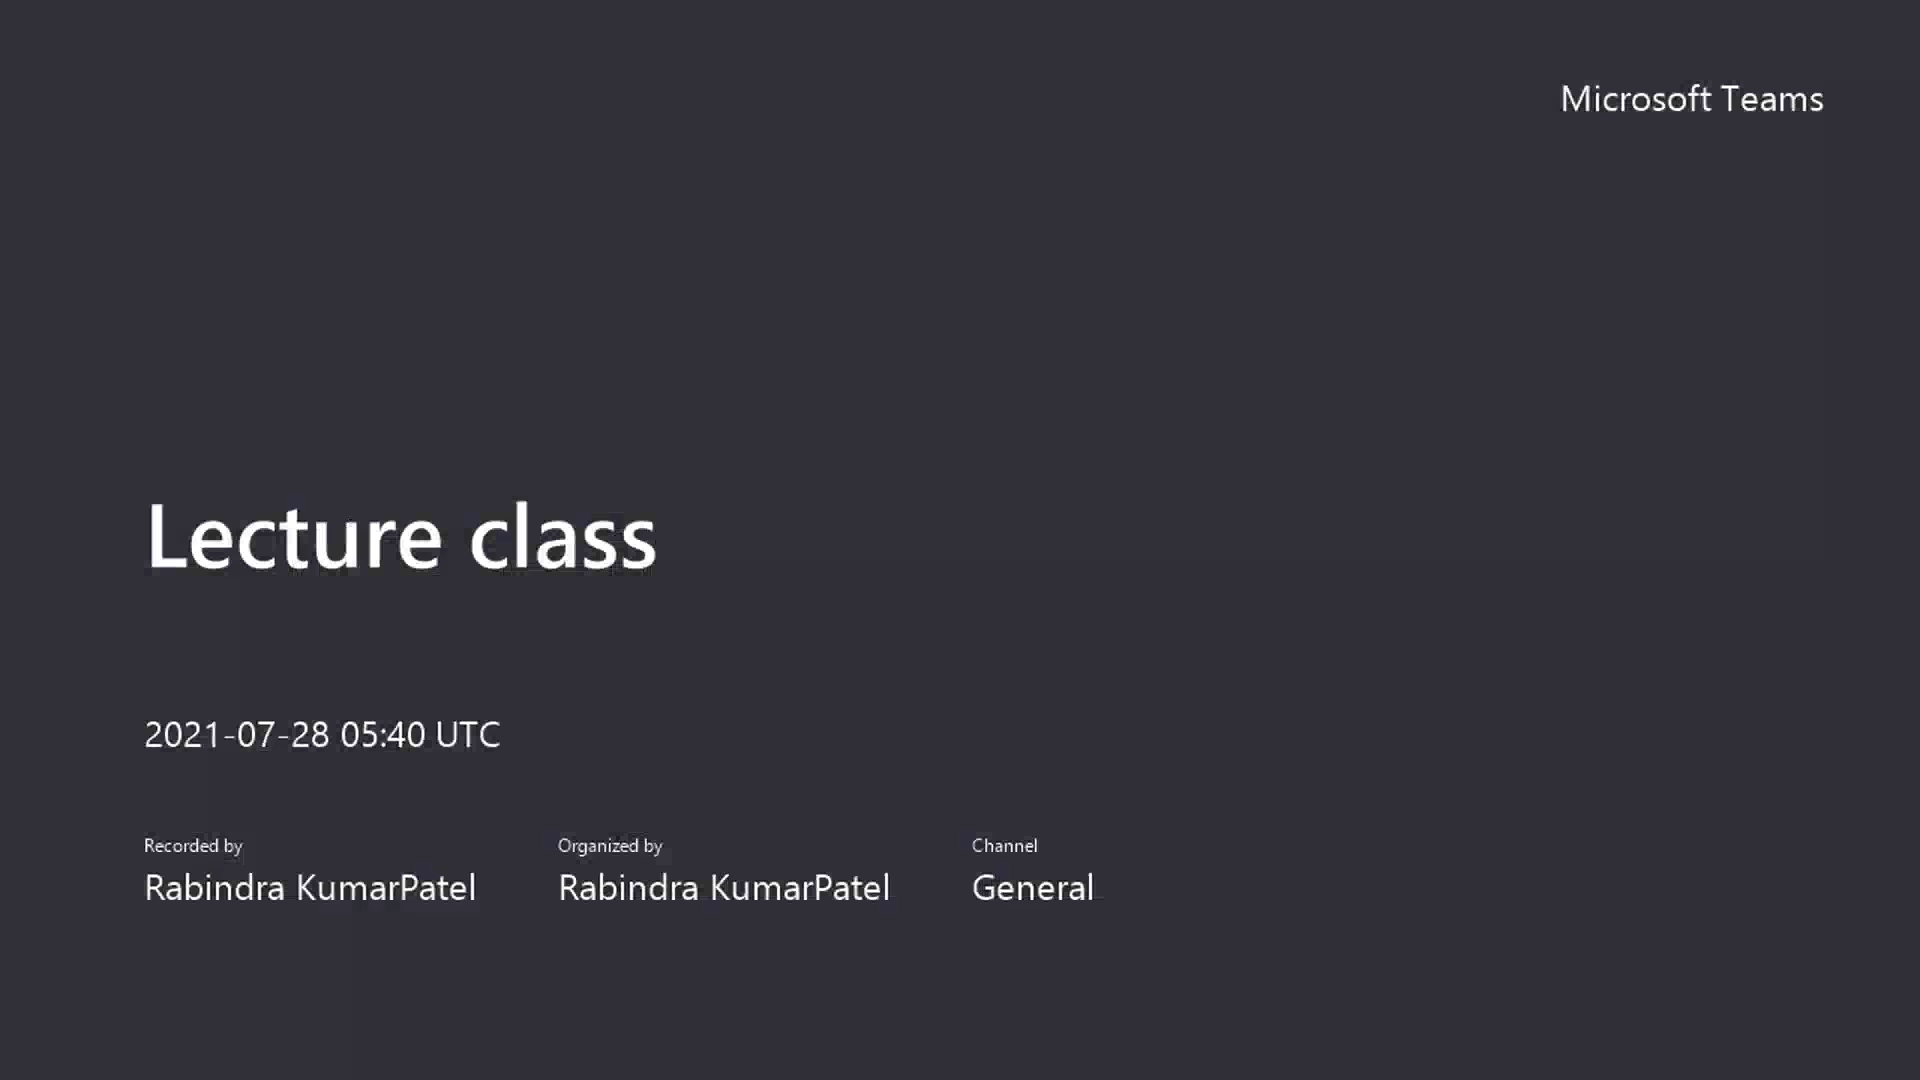 Microsoft Teams
Lecture class
2021-07-28 05:40 UTC
Recorded by
Rabindra KumarPatel
Organized by
Rabindra KumarPatel
Channel
General